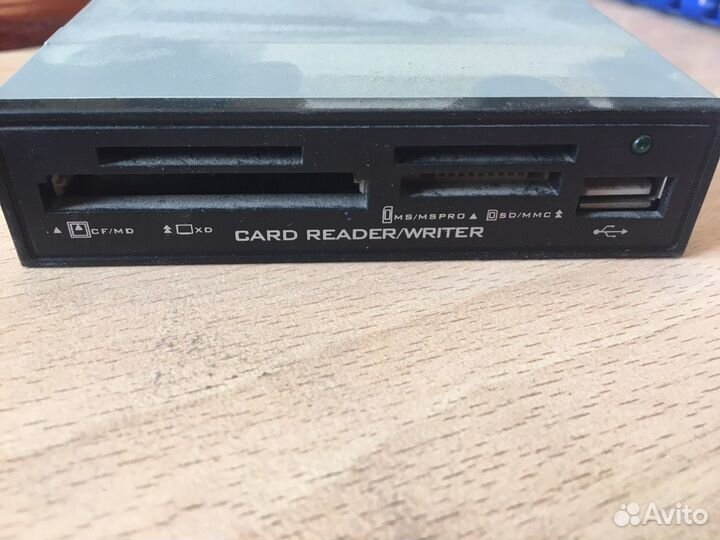 MS/MSPRO SD/MMC
CF/MD XD
CARD READER/WRITER
Avito